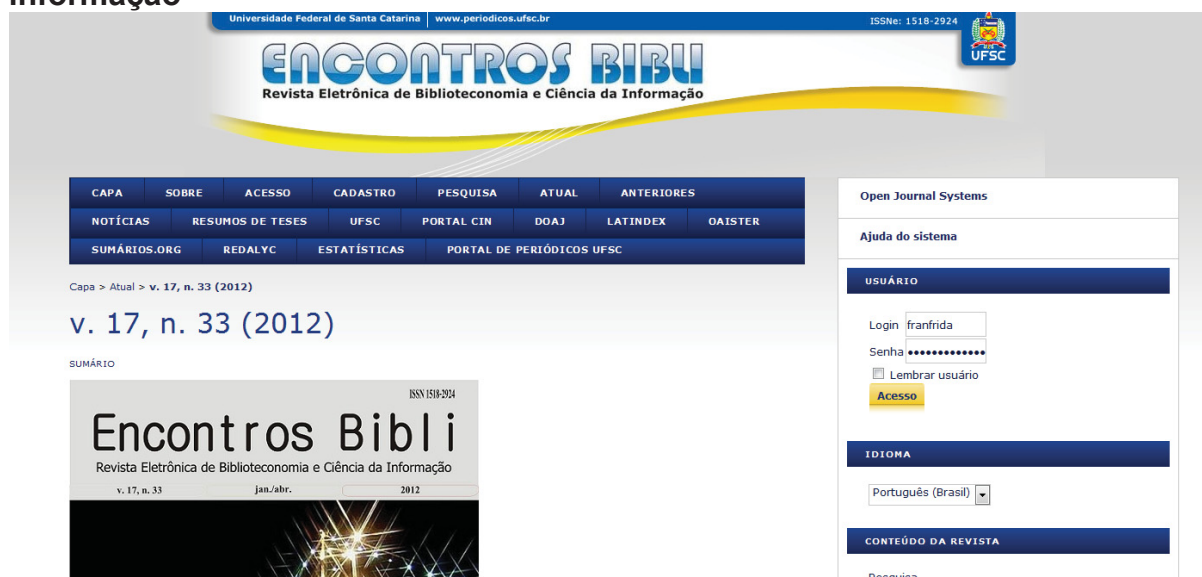 informação
Universidade Federal de Santa Catarina | www.periodicos.ufsc.br
ISSNe: 1518-2924
UFSC
ENCONTROS BIBLI
Revista Eletrônica de Biblioteconomia e Ciência da Informação
CAPA SOBRE ACESSO CADASTRO PESQUISA ATUAL ANTERIORES
NOTÍCIAS RESUMOS DE TESES UFSC PORTAL CIN DOAJ LATINDEX OAISTER
SUMÁRIOS.ORG REDALYC ESTATÍSTICAS PORTAL DE PERIÓDICOS UFSC
Capa > Atual > v. 17, n. 33 (2012)
v. 17, n. 33 (2012)
SUMÁRIO
ISSN 1518-2924
Encontros Bibli
Revista Eletrônica de Biblioteconomia e Ciência da Informação
v. 17, n. 33 jan./abr. 2012
Open Journal Systems
Ajuda do sistema
USUÁRIO
Login franfrida
Senha •••••••••••••
Lembrar usuário
Acesso
IDIOMA
Português (Brasil)
CONTEÚDO DA REVISTA
Pesquisa